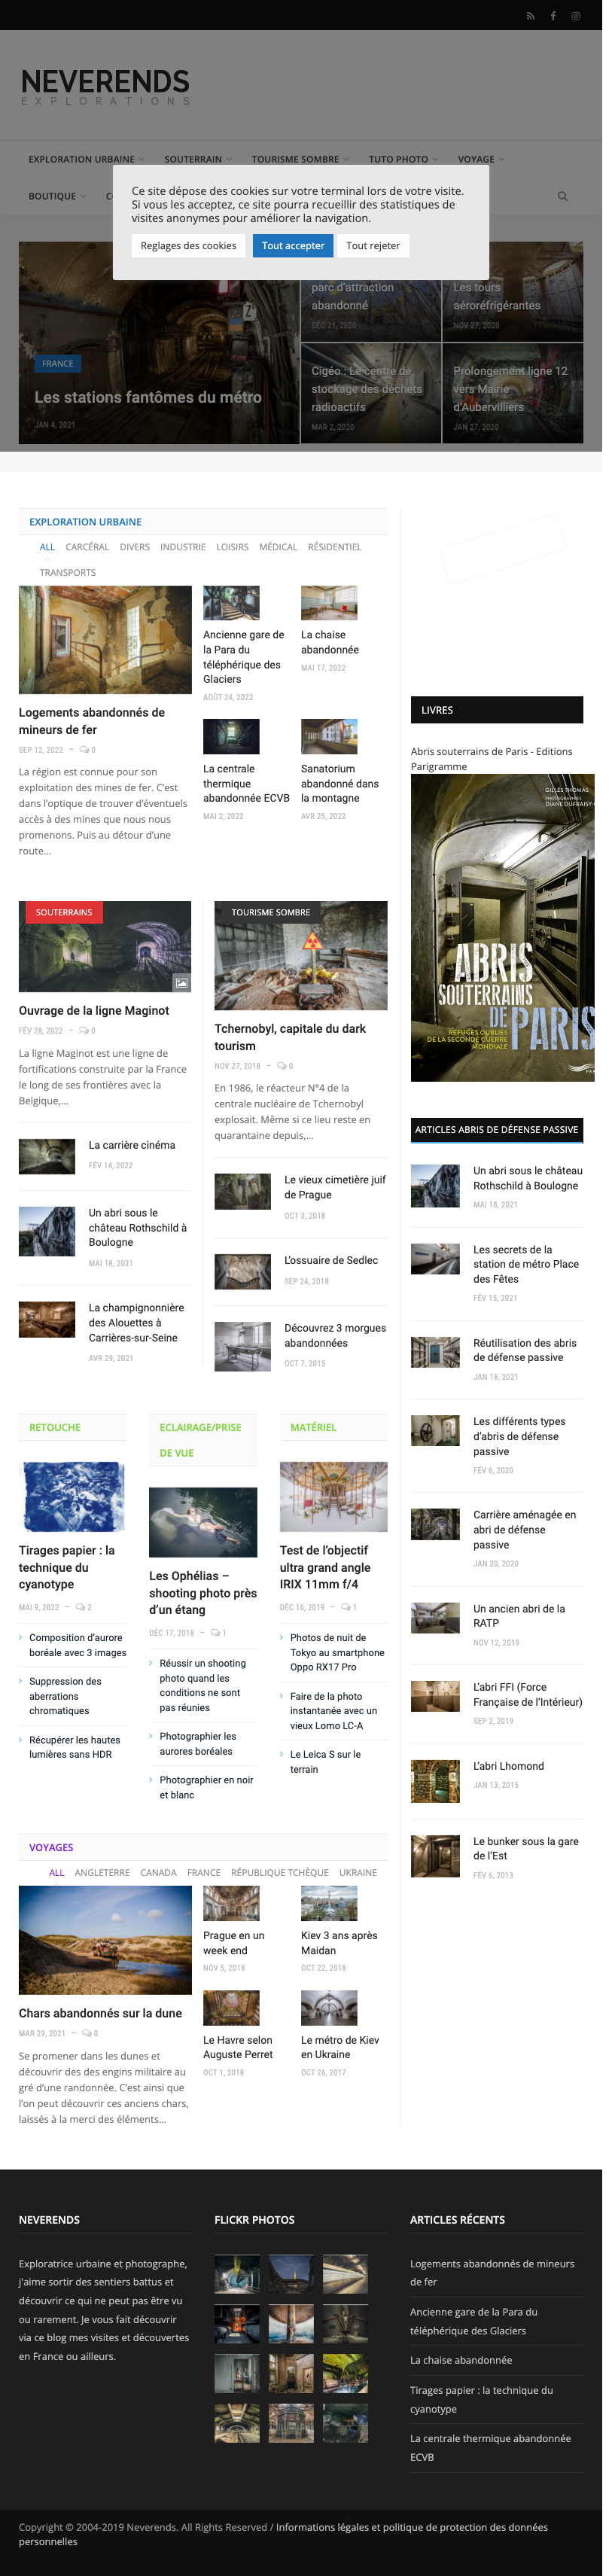 NEVERENDS
EXPLORATIONS
EXPLORATION URBAINE
SOUTERRAIN
TOURISME SOMBRE
TUTO PHOTO
VOYAGE
BOUTIQUE
Ce site dépose des cookies sur votre terminal lors de votre visite.
Si vous les acceptez, ce site pourra recueillir des statistiques de
visites anonymes pour améliorer la navigation.
Reglages des cookies
Tout accepter
Tout rejeter
FRANCE
Les stations fantômes du métro
JAN 4, 2021
parc d'attraction
abandonné
DÉC 21, 2020
Les tours
aéroréfrigérantes
NOV 27, 2020
Cigéo : Le centre de
stockage des déchets
radioactifs
MAR 2, 2020
Prolongement ligne 12
vers Mairie
d'Aubervilliers
JAN 27, 2020
EXPLORATION URBAINE
ALL CARCÉRAL DIVERS INDUSTRIE LOISIRS MÉDICAL RÉSIDENTIEL
TRANSPORTS
Logements abandonnés de
mineurs de fer
SEP 12, 2022 – 0
La région est connue pour son
exploitation des mines de fer. C'est
dans l'optique de trouver d'éventuels
accès à des mines que nous nous
promenons. Puis au détour d'une
route…
Ancienne gare de
la Para du
téléphérique des
Glaciers
AOÛT 24, 2022
La chaise
abandonnée
MAI 17, 2022
La centrale
thermique
abandonnée ECVB
MAI 2, 2022
Sanatorium
abandonné dans
la montagne
AVR 25, 2022
SOUTERRAINS
Ouvrage de la ligne Maginot
FÉV 28, 2022 – 0
La ligne Maginot est une ligne de
fortifications construite par la France
le long de ses frontières avec la
Belgique,…
La carrière cinéma
FÉV 14, 2022
Un abri sous le
château Rothschild à
Boulogne
MAI 18, 2021
La champignonnière
des Alouettes à
Carrières-sur-Seine
AVR 29, 2021
TOURISME SOMBRE
Tchernobyl, capitale du dark
tourism
NOV 27, 2018 – 0
En 1986, le réacteur N°4 de la
centrale nucléaire de Tchernobyl
explosait. Même si ce lieu reste en
quarantaine depuis,…
Le vieux cimetière juif
de Prague
OCT 3, 2018
L'ossuaire de Sedlec
SEP 24, 2018
Découvrez 3 morgues
abandonnées
OCT 7, 2015
RETOUCHE
Tirages papier : la
technique du
cyanotype
MAI 9, 2022 – 2
Composition d'aurore
boréale avec 3 images
Suppression des
aberrations
chromatiques
Récupérer les hautes
lumières sans HDR
ECLAIRAGE/PRISE
DE VUE
Les Ophélias –
shooting photo près
d'un étang
DÉC 17, 2018 – 1
Réussir un shooting
photo quand les
conditions ne sont
pas réunies
Photographier les
aurores boréales
Photographier en noir
et blanc
MATÉRIEL
Test de l'objectif
ultra grand angle
IRIX 11mm f/4
DÉC 16, 2019 – 1
Photos de nuit de
Tokyo au smartphone
Oppo RX17 Pro
Faire de la photo
instantanée avec un
vieux Lomo LC-A
Le Leica S sur le
terrain
VOYAGES
ALL ANGLETERRE CANADA FRANCE RÉPUBLIQUE TCHÈQUE UKRAINE
Chars abandonnés sur la dune
MAR 29, 2021 – 0
Se promener dans les dunes et
découvrir des des engins militaire au
gré d'une randonnée. C'est ainsi que
l'on peut découvrir ces anciens chars,
laissés à la merci des éléments…
Prague en un
week end
NOV 5, 2018
Kiev 3 ans après
Maidan
OCT 22, 2018
Le Havre selon
Auguste Perret
OCT 1, 2018
Le métro de Kiev
en Ukraine
OCT 26, 2017
LIVRES
Abris souterrains de Paris - Editions
Parigramme
GILLES THOMAS
PHOTOGRAPHIES
DIANE DUFRAISY-
ABRIS
SOUTERRAINS
DE PARIS
REFUGES OUBLIÉS
DE LA SECONDE GUERRE
MONDIALE
ARTICLES ABRIS DE DÉFENSE PASSIVE
Un abri sous le château
Rothschild à Boulogne
MAI 18, 2021
Les secrets de la
station de métro Place
des Fêtes
FÉV 15, 2021
Réutilisation des abris
de défense passive
JAN 18, 2021
Les différents types
d'abris de défense
passive
FÉV 6, 2020
Carrière aménagée en
abri de défense
passive
JAN 20, 2020
Un ancien abri de la
RATP
NOV 12, 2019
L'abri FFI (Force
Française de l'Intérieur)
SEP 2, 2019
L'abri Lhomond
JAN 13, 2015
Le bunker sous la gare
de l'Est
FÉV 6, 2013
NEVERENDS
Exploratrice urbaine et photographe,
j'aime sortir des sentiers battus et
découvrir ce qui ne peut pas être vu
ou rarement. Je vous fait découvrir
via ce blog mes visites et découvertes
en France ou ailleurs.
FLICKR PHOTOS
ARTICLES RÉCENTS
Logements abandonnés de mineurs
de fer
Ancienne gare de la Para du
téléphérique des Glaciers
La chaise abandonnée
Tirages papier : la technique du
cyanotype
La centrale thermique abandonnée
ECVB
Copyright © 2004-2019 Neverends. All Rights Reserved / Informations légales et politique de protection des données
personnelles